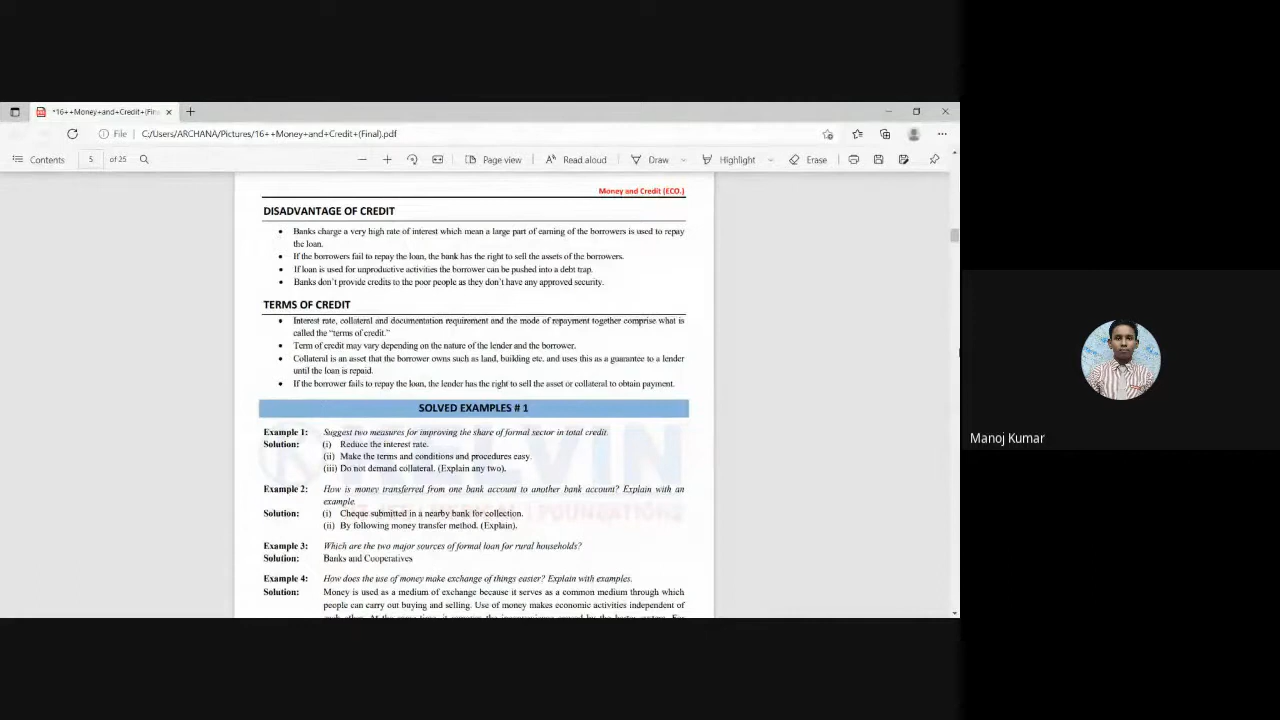 *16++Money+and+Credit+(Fin
File
C:/Users/ARCHANA/Pictures/16++Money+and+Credit+(Final).pdf
Contents
5
of 25
Page view
Read aloud
Draw
Highlight
Erase
Money and Credit (ECO.)
DISADVANTAGE OF CREDIT
• Banks charge a very high rate of interest which mean a large part of earning of the borrowers is used to repay
the loan.
• If the borrowers fail to repay the loan, the bank has the right to sell the assets of the borrowers.
• If loan is used for unproductive activities the borrower can be pushed into a debt trap.
• Banks don't provide credits to the poor people as they don't have any approved security.
TERMS OF CREDIT
• Interest rate, collateral and documentation requirement and the mode of repayment together comprise what is
called the "terms of credit."
• Term of credit may vary depending on the nature of the lender and the borrower.
• Collateral is an asset that the borrower owns such as land, building etc. and uses this as a guarantee to a lender
until the loan is repaid.
• If the borrower fails to repay the loan, the lender has the right to sell the asset or collateral to obtain payment.
SOLVED EXAMPLES # 1
Example 1: Suggest two measures for improving the share of formal sector in total credit.
Solution: (i) Reduce the interest rate.
(ii) Make the terms and conditions and procedures easy.
(iii) Do not demand collateral. (Explain any two).
Example 2: How is money transferred from one bank account to another bank account? Explain with an
example.
Solution: (i) Cheque submitted in a nearby bank for collection.
(ii) By following money transfer method. (Explain).
Example 3: Which are the two major sources of formal loan for rural households?
Solution: Banks and Cooperatives
Example 4: How does the use of money make exchange of things easier? Explain with examples.
Solution: Money is used as a medium of exchange because it serves as a common medium through which
people can carry out buying and selling. Use of money makes economic activities independent of
Manoj Kumar